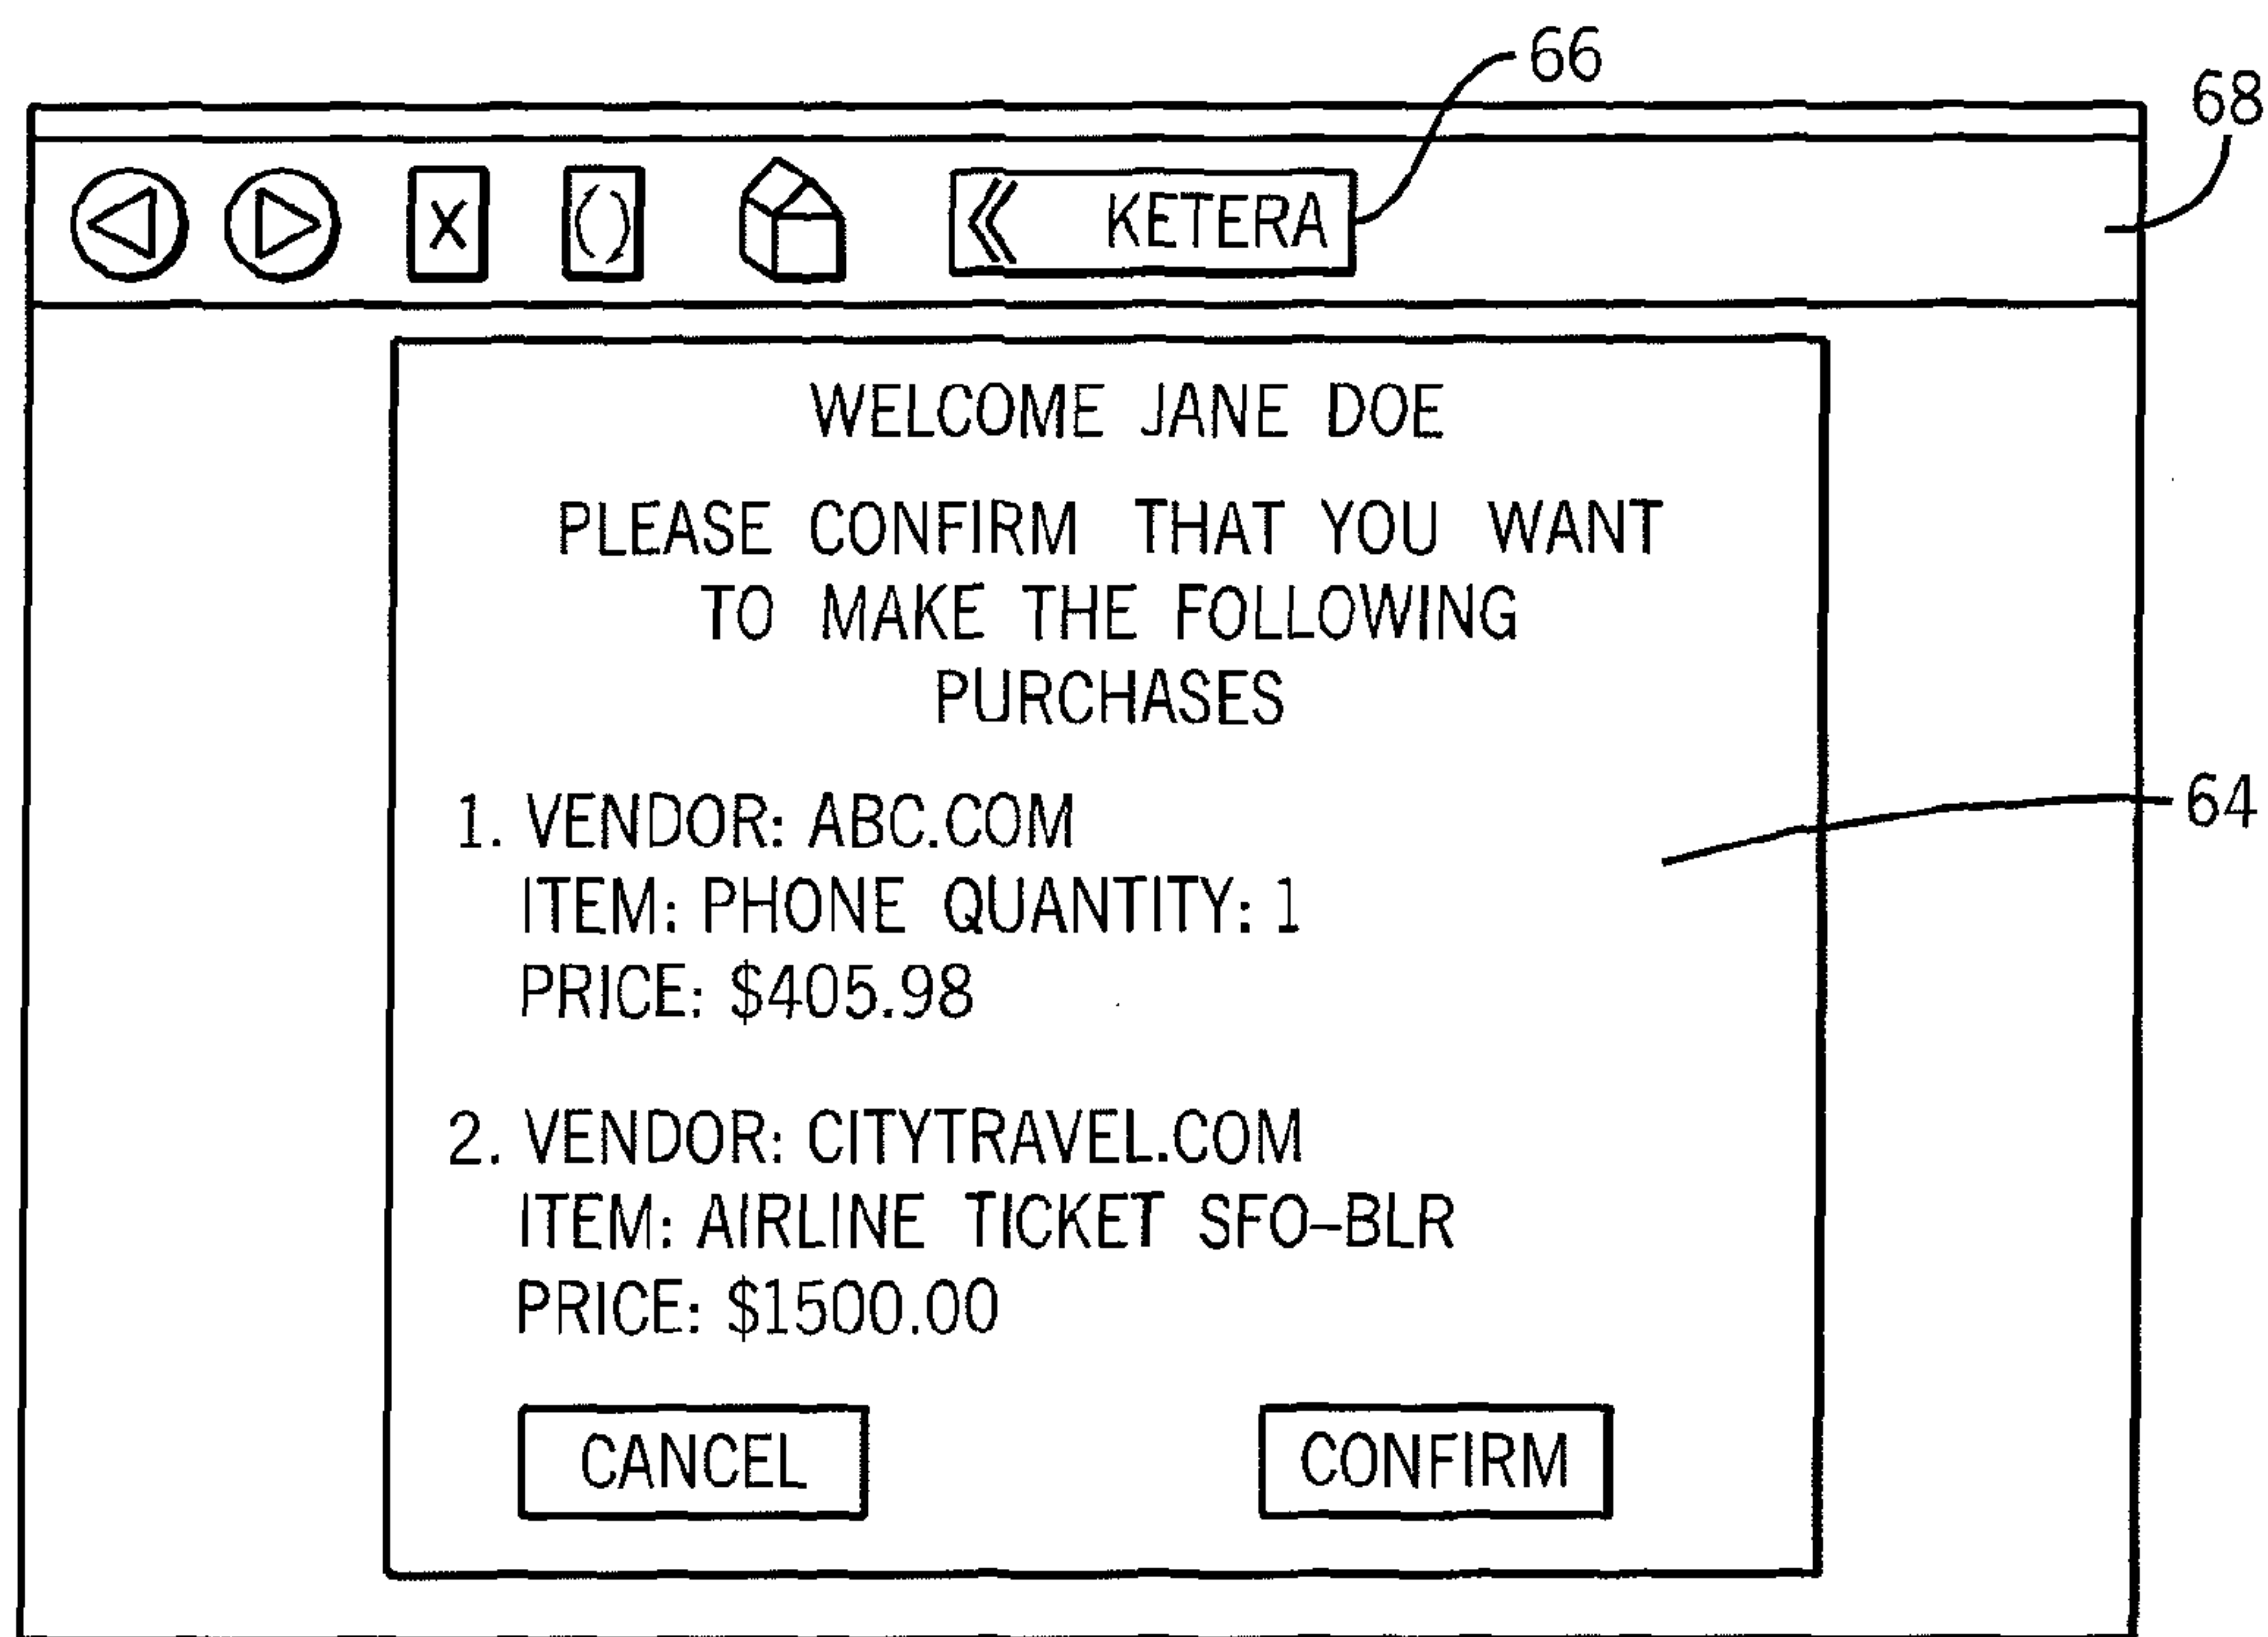 66
68
X
KETERA
WELCOME JANE DOE
PLEASE CONFIRM THAT YOU WANT
TO MAKE THE FOLLOWING
PURCHASES
1. VENDOR: ABC.COM
ITEM: PHONE QUANTITY: 1
PRICE: $405.98
64
2. VENDOR: CITYTRAVEL.COM
ITEM: AIRLINE TICKET SFO–BLR
PRICE: $1500.00
CANCEL
CONFIRM